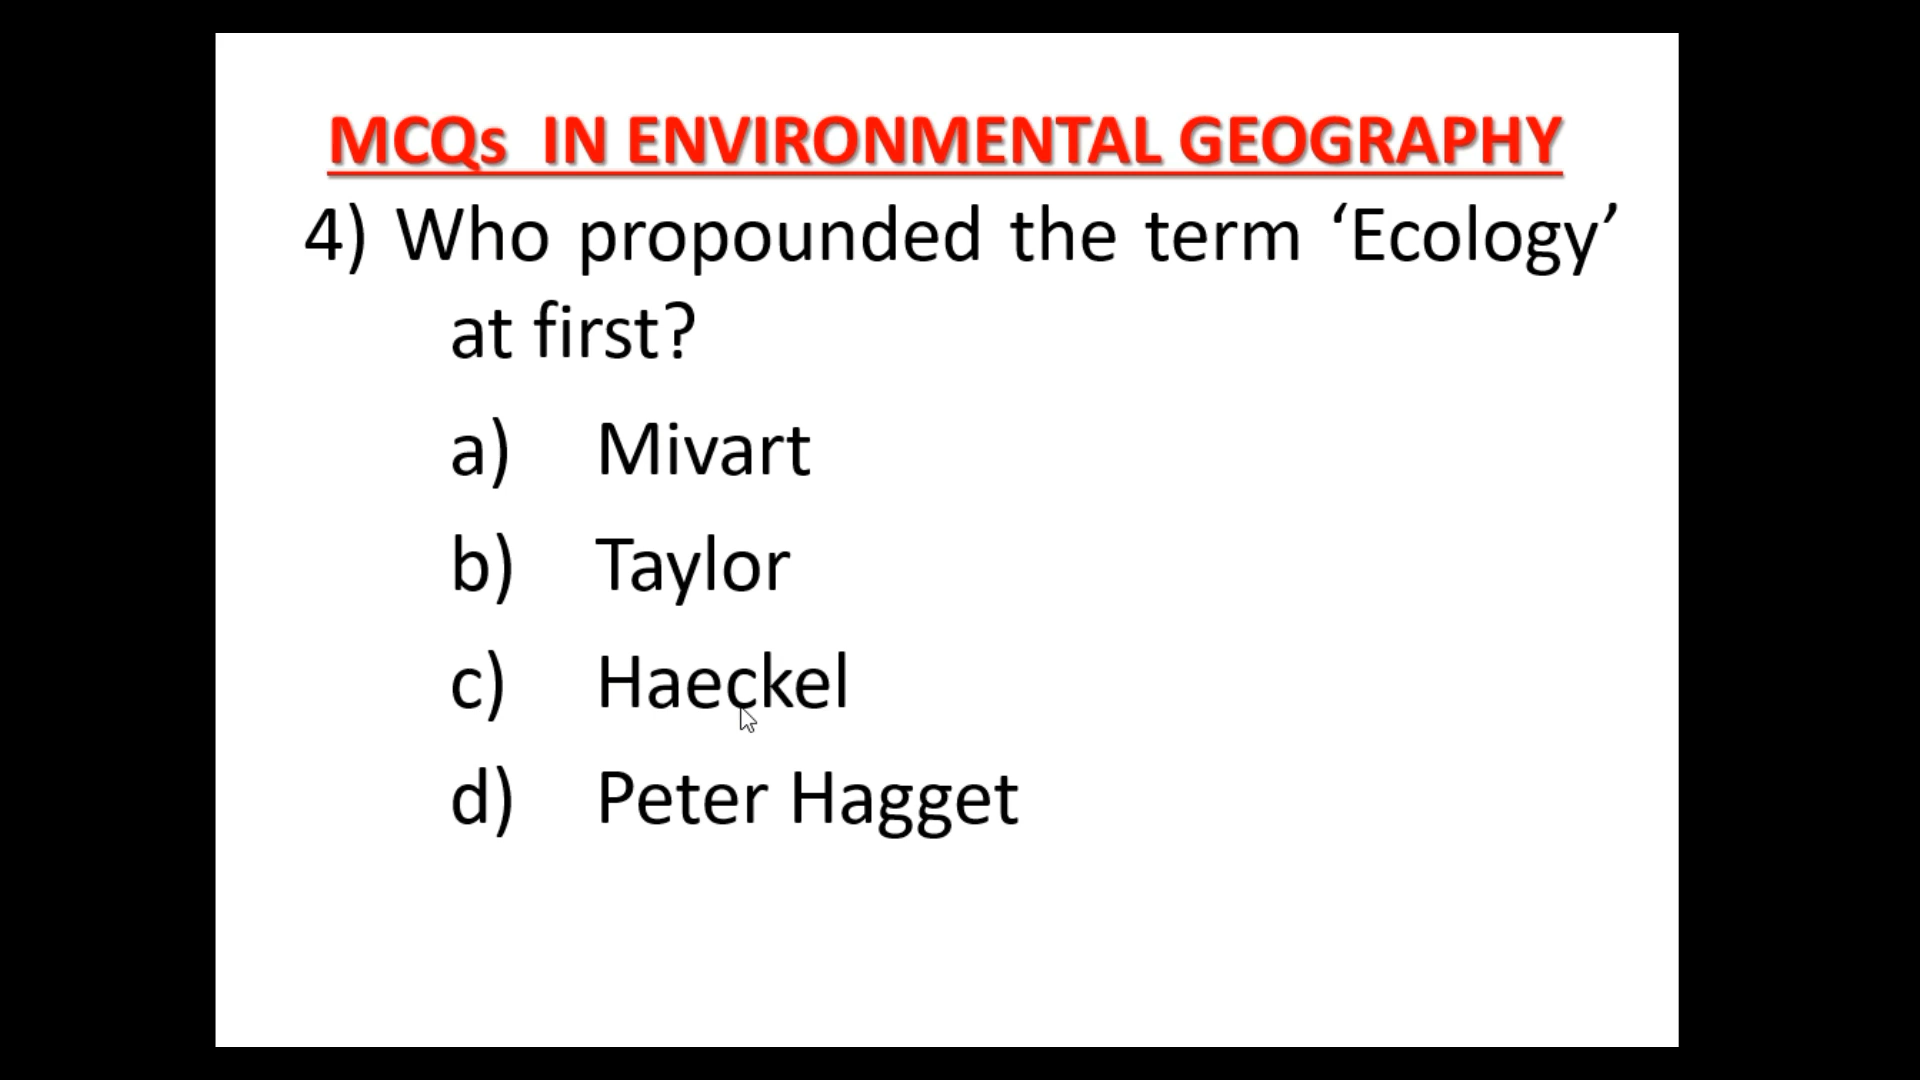 MCQs IN ENVIRONMENTAL GEOGRAPHY
4) Who propounded the term ‘Ecology’
at first?
a) Mivart
b) Taylor
c) Haeckel
d) Peter Hagget